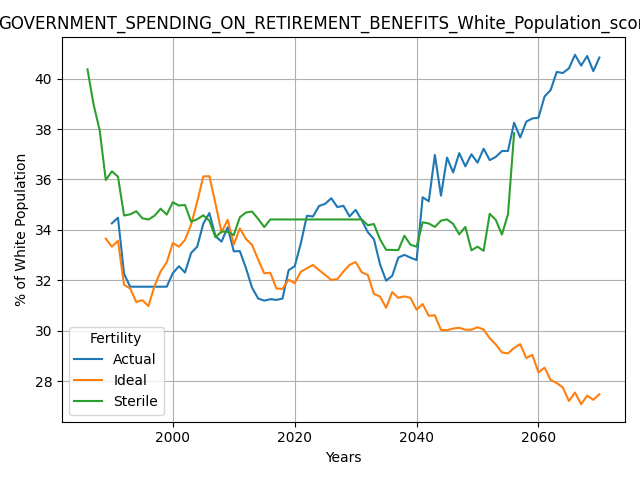 GOVERNMENT_SPENDING_ON_RETIREMENT_BENEFITS_White_Population_scor
% of White Population
40
38
36
34
32
30
28
Fertility
Actual
Ideal
Sterile
2000
2020
2040
2060
Years